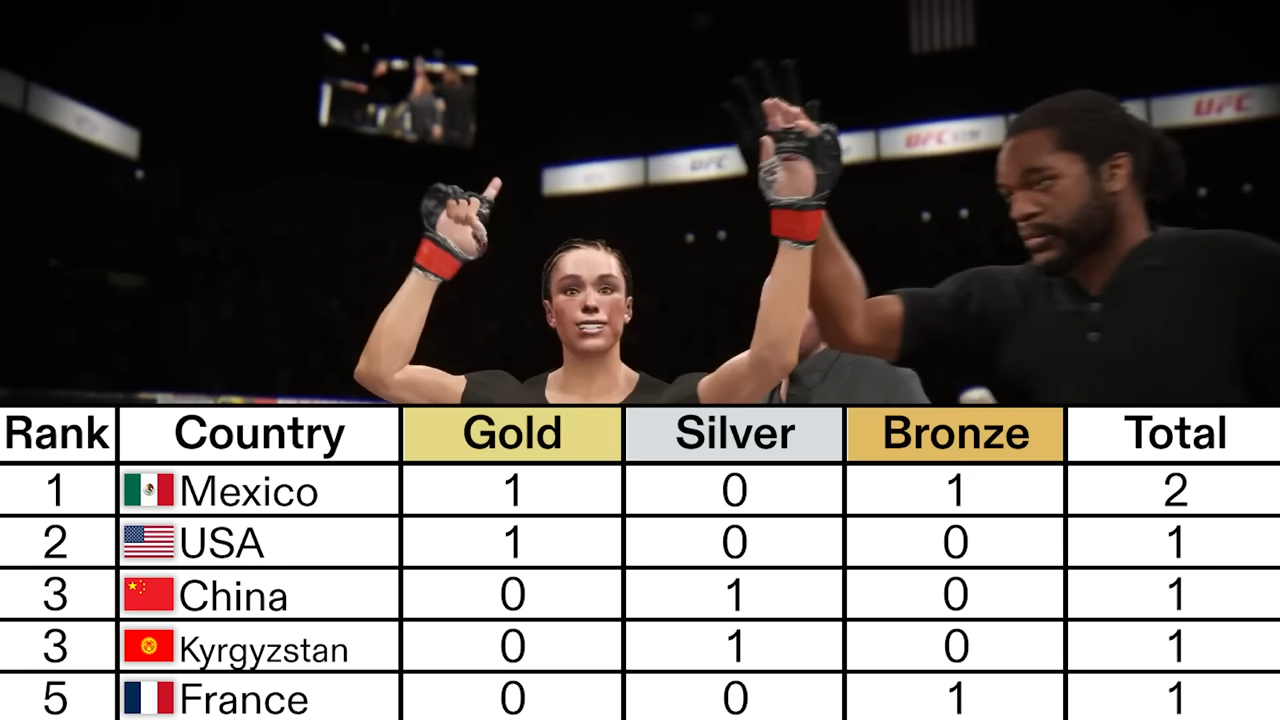 UFC
UFC
UFC
Rank Country Gold Silver Bronze Total
1 Mexico 1 0 1 2
2 USA 1 0 0 1
3 China 0 1 0 1
3 Kyrgyzstan 0 1 0 1
5 France 0 0 1 1